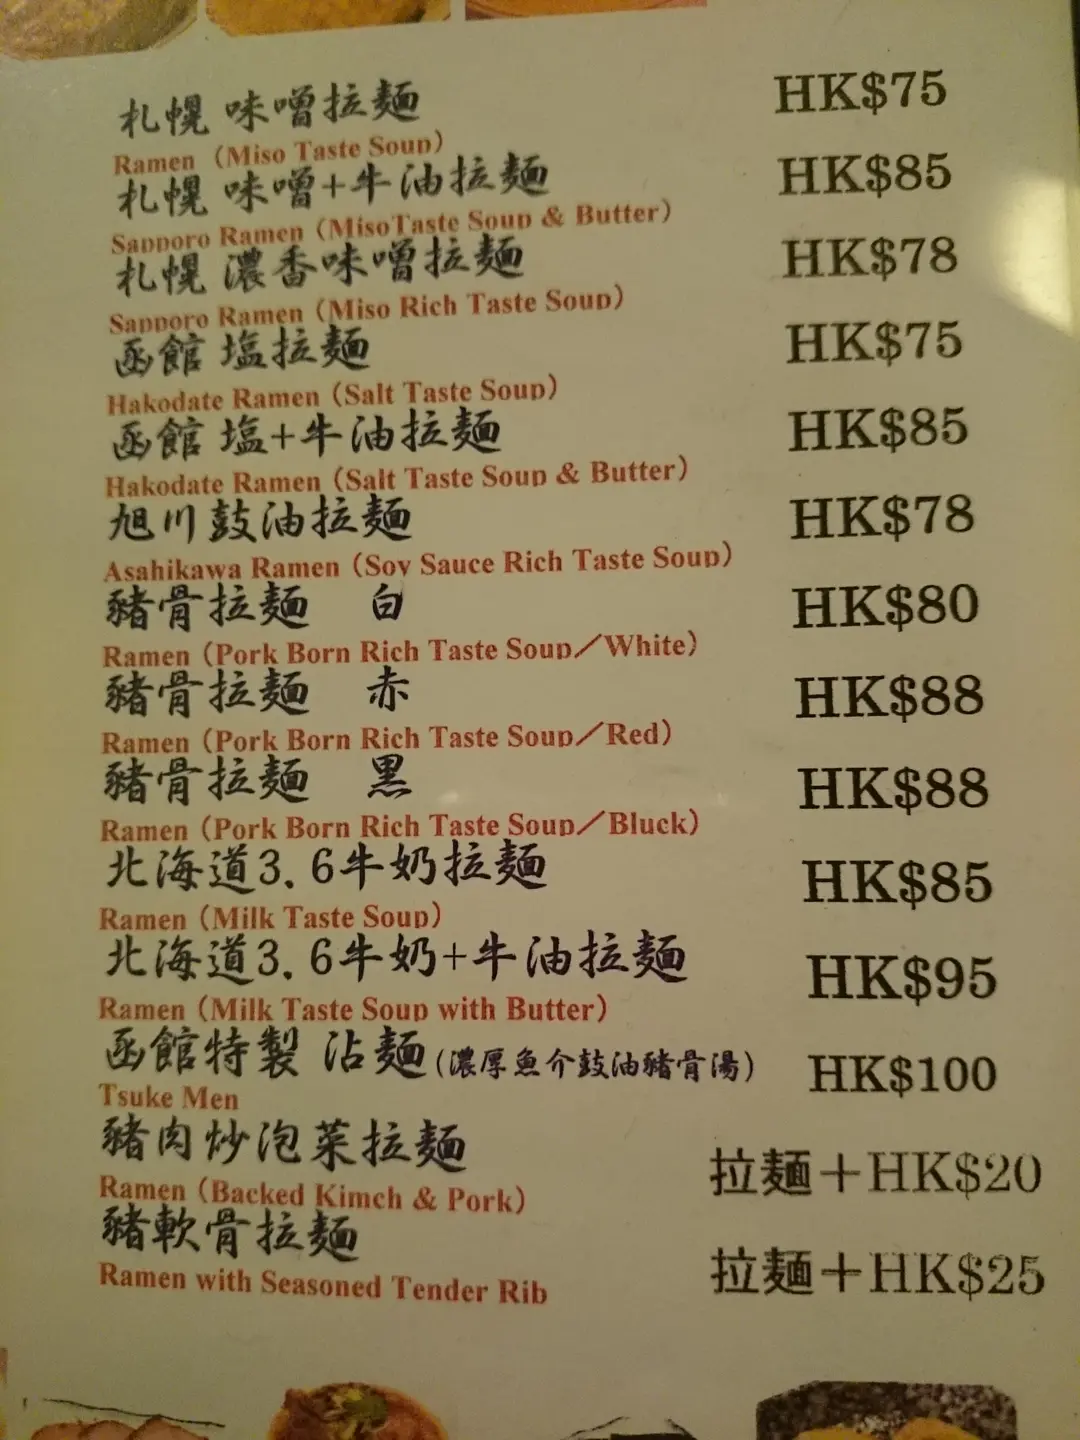 札幌 味噌拉麵 HK$75
Ramen (Miso Taste Soup)
札幌 味噌+牛油拉麵 HK$85
Sapporo Ramen (MisoTaste Soup & Butter)
札幌 濃香味噌拉麵 HK$78
Sapporo Ramen (Miso Rich Taste Soup)
函館 塩拉麵 HK$75
Hakodate Ramen (Salt Taste Soup)
函館 塩+牛油拉麵 HK$85
Hakodate Ramen (Salt Taste Soup & Butter)
旭川鼓油拉麵 HK$78
Asahikawa Ramen (Soy Sauce Rich Taste Soup)
豬骨拉麵 白 HK$80
Ramen (Pork Born Rich Taste Soup/White)
豬骨拉麵 赤 HK$88
Ramen (Pork Born Rich Taste Soup/Red)
豬骨拉麵 黒 HK$88
Ramen (Pork Born Rich Taste Soup/Bluck)
北海道3.6牛奶拉麵 HK$85
Ramen (Milk Taste Soup)
北海道3.6牛奶+牛油拉麵 HK$95
Ramen (Milk Taste Soup with Butter)
函館特製 沾麵(濃厚魚介鼓油豬骨湯) HK$100
Tsuke Men
豬肉炒泡菜拉麵 拉麵+HK$20
Ramen (Backed Kimch & Pork)
豬軟骨拉麵 拉麵+HK$25
Ramen with Seasoned Tender Rib